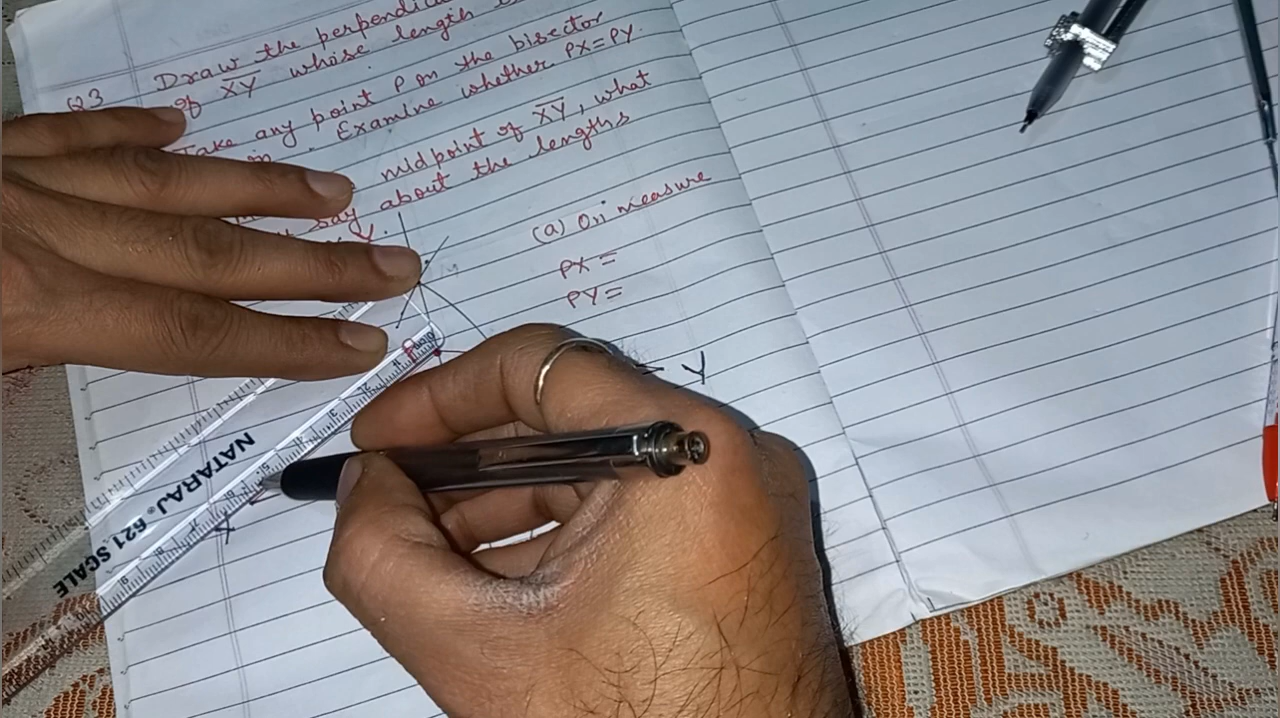 Q3 Draw the perpendic
of XY whose length
Take any point P on the bisector
. Examine whether PX=PY.
midpoint of XY, what
say about the lengths
Y.
(a) On measure
PX =
PY =
P
Y
X
NATARAJ® 621 SCALE